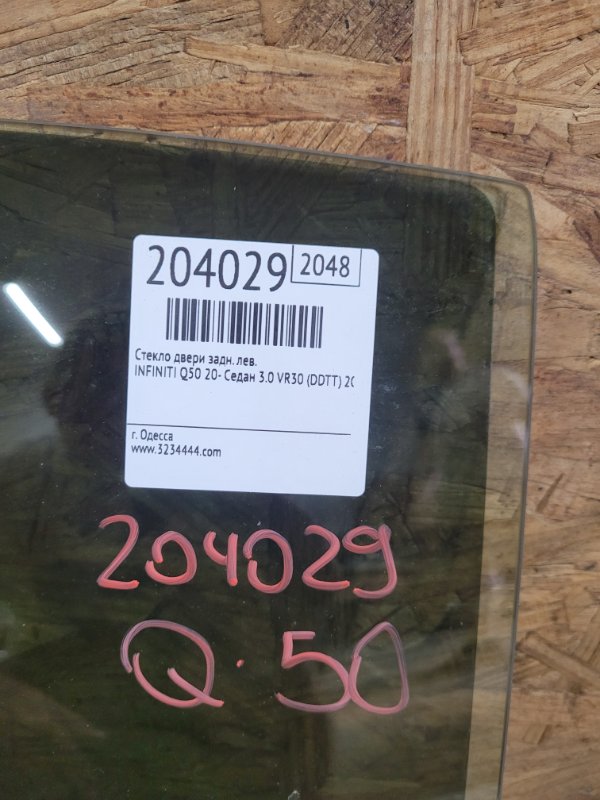 204029 2048
Стекло двери задн. лев.
INFINITI Q50 20- Седан 3.0 VR30 (DDTT) 20
г. Одесса
www.3234444.com
204029
Q·50